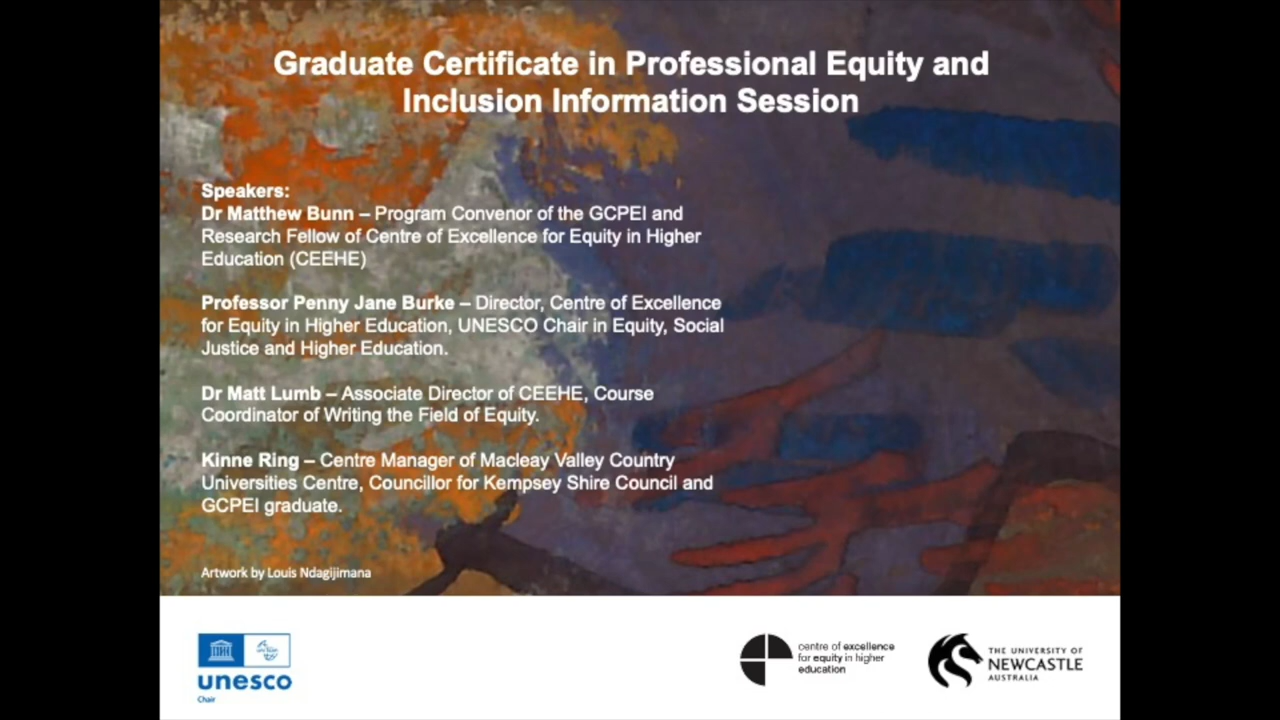 Graduate Certificate in Professional Equity and
Inclusion Information Session
Speakers:
Dr Matthew Bunn – Program Convenor of the GCPEI and
Research Fellow of Centre of Excellence for Equity in Higher
Education (CEEHE)
Professor Penny Jane Burke – Director, Centre of Excellence
for Equity in Higher Education, UNESCO Chair in Equity, Social
Justice and Higher Education.
Dr Matt Lumb – Associate Director of CEEHE, Course
Coordinator of Writing the Field of Equity.
Kinne Ring – Centre Manager of Macleay Valley Country
Universities Centre, Councillor for Kempsey Shire Council and
GCPEI graduate.
Artwork by Louis Ndagijimana
unesco
Chair
centre of excellence
for equity in higher
education
THE UNIVERSITY OF
NEWCASTLE
AUSTRALIA